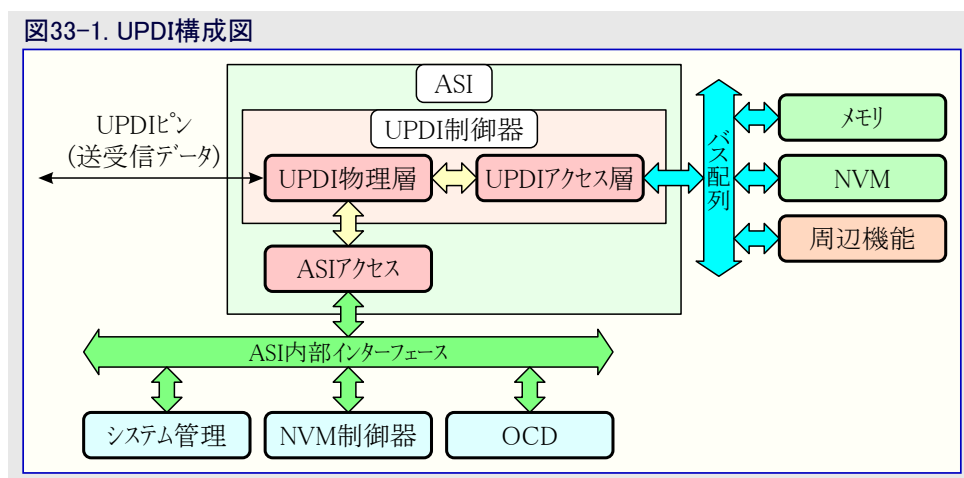 図33-1. UPDI構成図
ASI
UPDIﾋﾟﾝ
(送受信ﾃﾞｰﾀ)
UPDI制御器
UPDI物理層
UPDIｱｸｾｽ層
バス配列
ﾒﾓﾘ
NVM
周辺機能
ASIｱｸｾｽ
ASI内部ｲﾝﾀｰﾌｪｰｽ
ｼｽﾃﾑ管理
NVM制御器
OCD